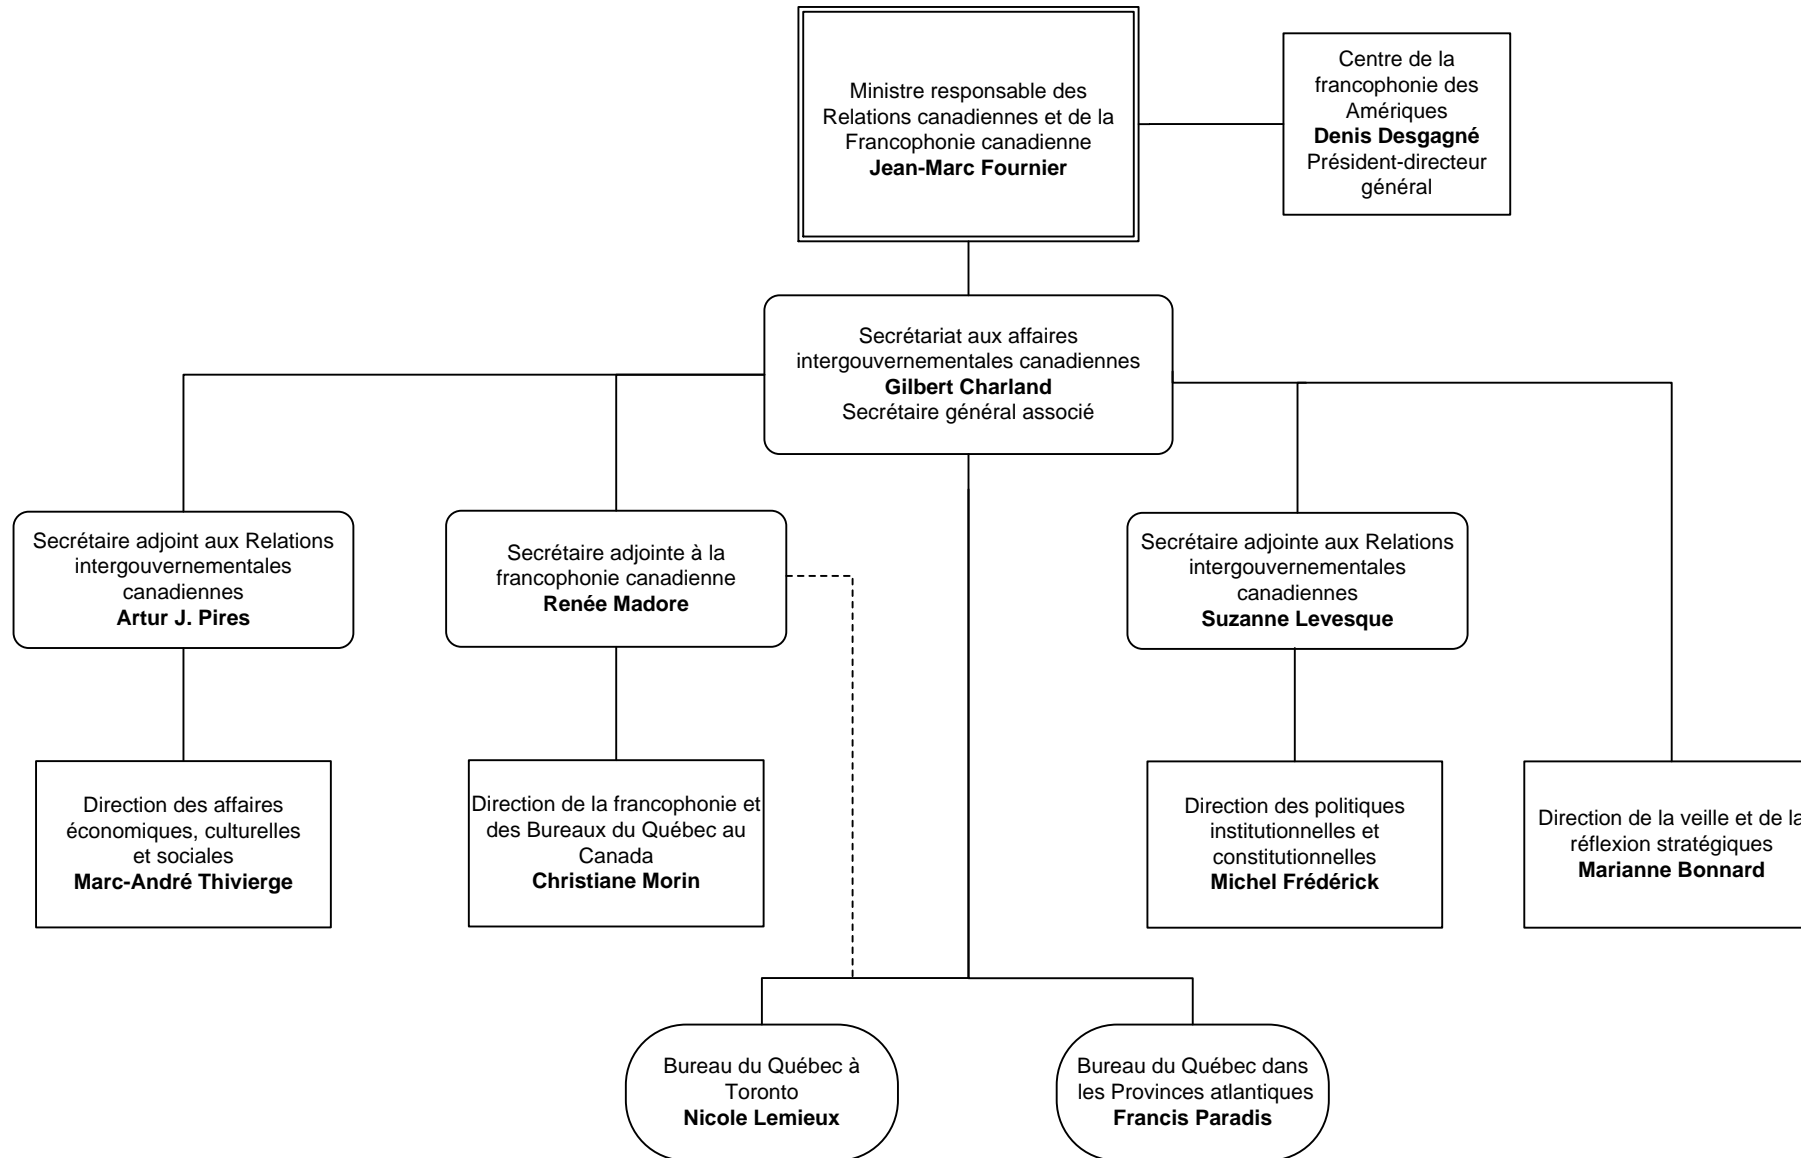 Ministre responsable des
Relations canadiennes et de la
Francophonie canadienne
Jean-Marc Fournier
Centre de la
francophonie des
Amériques
Denis Desgagné
Président-directeur
général
Secrétariat aux affaires
intergouvernementales canadiennes
Gilbert Charland
Secrétaire général associé
Secrétaire adjoint aux Relations
intergouvernementales
canadiennes
Artur J. Pires
Secrétaire adjointe à la
francophonie canadienne
Renée Madore
Secrétaire adjointe aux Relations
intergouvernementales
canadiennes
Suzanne Levesque
Direction des affaires
économiques, culturelles
et sociales
Marc-André Thivierge
Direction de la francophonie et
des Bureaux du Québec au
Canada
Christiane Morin
Direction des politiques
institutionnelles et
constitutionnelles
Michel Frédérick
Direction de la veille et de la
réflexion stratégiques
Marianne Bonnard
Bureau du Québec à
Toronto
Nicole Lemieux
Bureau du Québec dans
les Provinces atlantiques
Francis Paradis